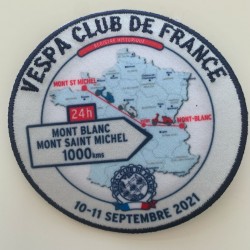 VESPA CLUB DE FRANCE
MONT ST MICHEL
MONT-BLANC
24h
MONT BLANC
MONT SAINT MICHEL
1000kms
10-11 SEPTEMBRE 2021